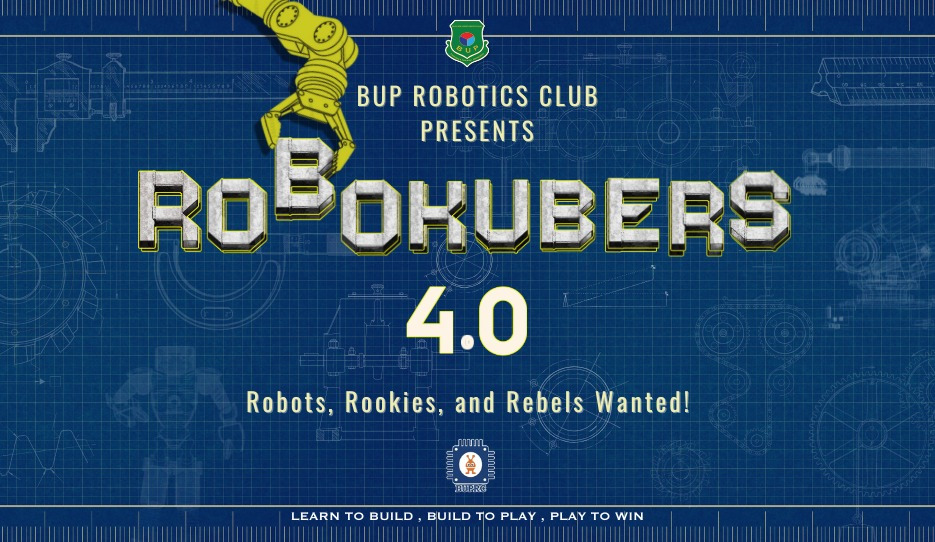 BUP
BUP ROBOTICS CLUB
PRESENTS
ROBOKUBERS
4.0
Robots, Rookies, and Rebels Wanted!
BUPRC
LEARN TO BUILD , BUILD TO PLAY , PLAY TO WIN